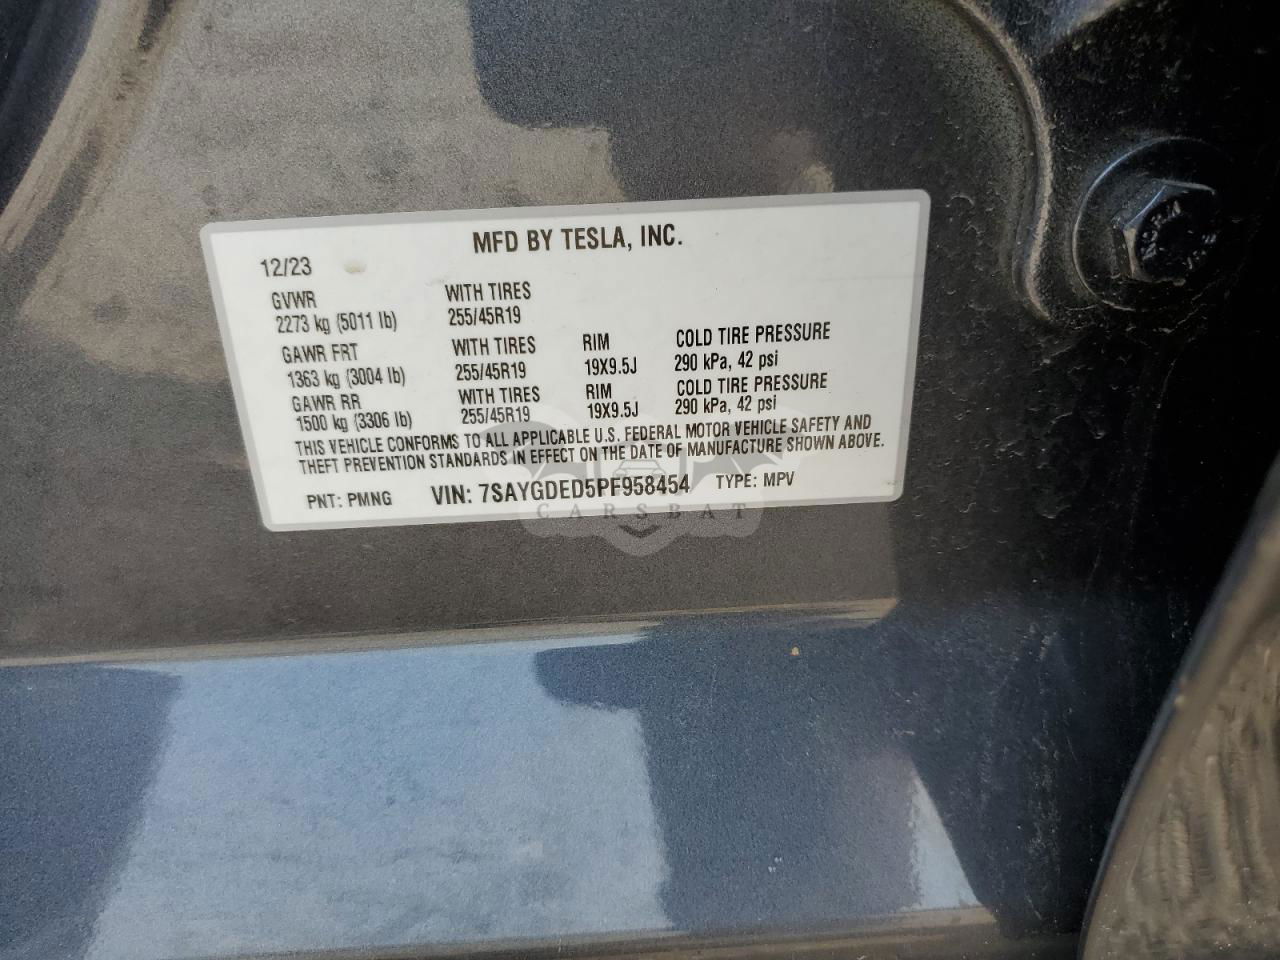 MFD BY TESLA, INC.
12/23
GVWR WITH TIRES
2273 kg (5011 lb) 255/45R19
GAWR FRT WITH TIRES RIM COLD TIRE PRESSURE
1363 kg (3004 lb) 255/45R19 19X9.5J 290 kPa, 42 psi
GAWR RR WITH TIRES RIM COLD TIRE PRESSURE
1500 kg (3306 lb) 255/45R19 19X9.5J 290 kPa, 42 psi
THIS VEHICLE CONFORMS TO ALL APPLICABLE U.S. FEDERAL MOTOR VEHICLE SAFETY AND
THEFT PREVENTION STANDARDS IN EFFECT ON THE DATE OF MANUFACTURE SHOWN ABOVE.
PNT: PMNG VIN: 7SAYGDED5PF958454 TYPE: MPV
CARSBAT